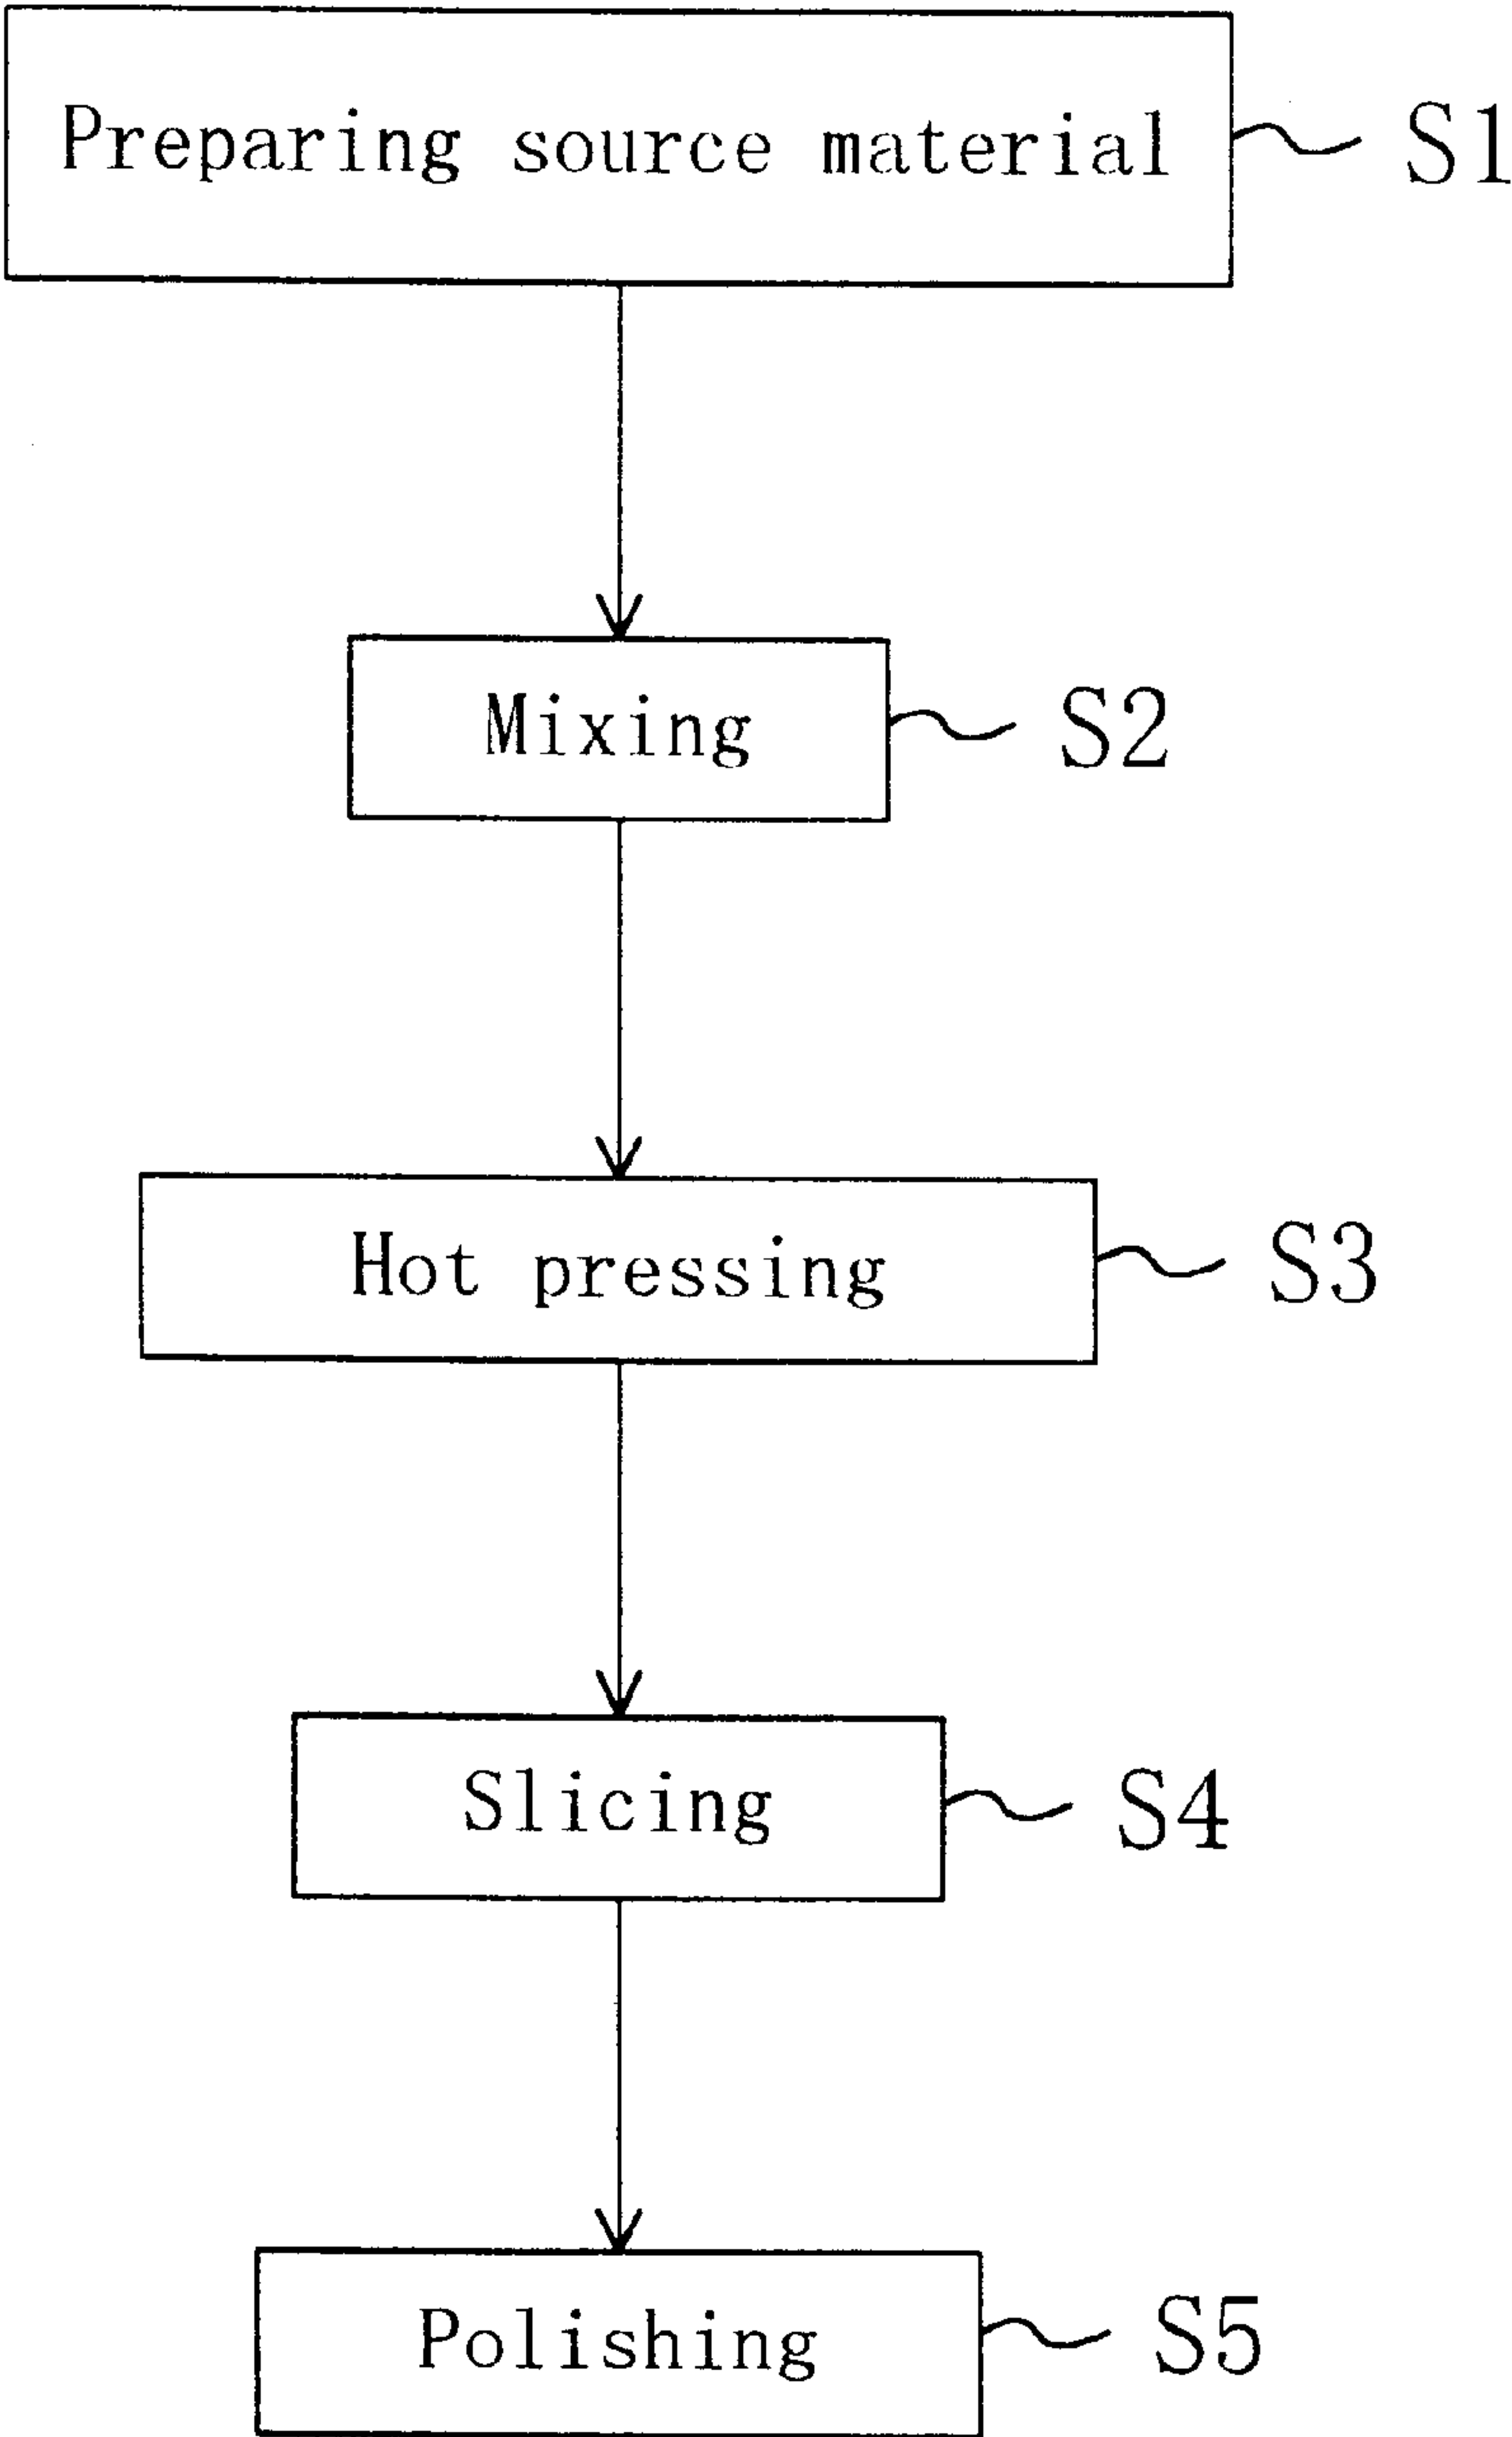 Preparing source material S1
Mixing S2
Hot pressing S3
Slicing S4
Polishing S5